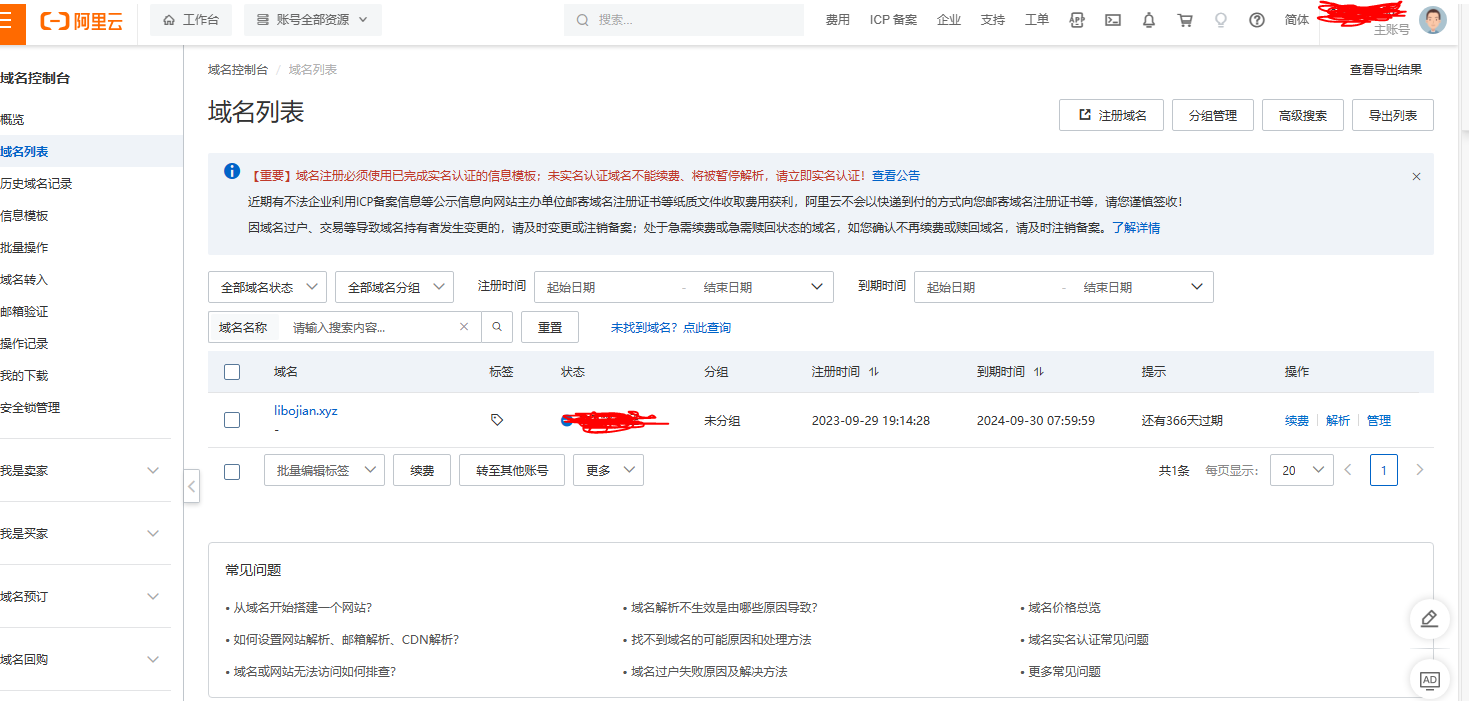 阿里云 工作台 账号全部资源 搜索... 费用 ICP 备案 企业 支持 工单 简体
主账号
域名控制台
概览
域名列表
历史域名记录
信息模板
批量操作
域名转入
邮箱验证
操作记录
我的下载
安全锁管理
我是卖家
我是买家
域名预订
域名回购
域名控制台 / 域名列表 查看导出结果
域名列表 注册域名 分组管理 高级搜索 导出列表
【重要】域名注册必须使用已完成实名认证的信息模板；未实名认证域名不能续费、将被暂停解析，请立即实名认证！查看公告
近期有不法企业利用ICP备案信息等公示信息向网站主办单位邮寄域名注册证书等纸质文件收取费用获利，阿里云不会以快递到付的方式向您邮寄域名注册证书等，请您谨慎签收！
因域名过户、交易等导致域名持有者发生变更的，请及时变更或注销备案；处于急需续费或急需赎回状态的域名，如您确认不再续费或赎回域名，请及时注销备案。了解详情
全部域名状态 全部域名分组 注册时间 起始日期 - 结束日期 到期时间 起始日期 - 结束日期
域名名称 请输入搜索内容... 重置 未找到域名？点此查询
域名 标签 状态 分组 注册时间 到期时间 提示 操作
libojian.xyz
-
未分组 2023-09-29 19:14:28 2024-09-30 07:59:59 还有366天过期 续费 解析 管理
批量编辑标签 续费 转至其他账号 更多 共1条 每页显示: 20 1
常见问题
• 从域名开始搭建一个网站？ • 域名解析不生效是由哪些原因导致？ • 域名价格总览
• 如何设置网站解析、邮箱解析、CDN解析？ • 找不到域名的可能原因和处理方法 • 域名实名认证常见问题
• 域名或网站无法访问如何排查？ • 域名过户失败原因及解决方法 • 更多常见问题
AD